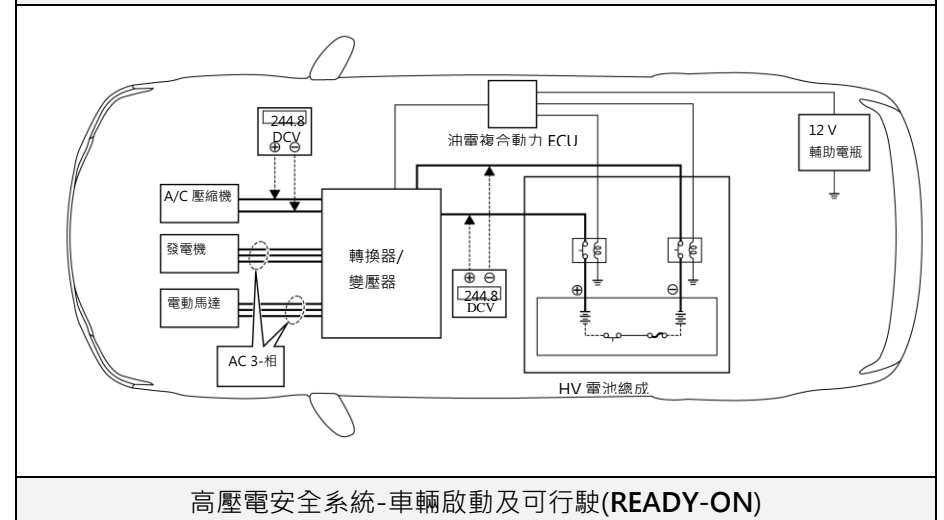 244.8
DCV
⊕ ⊖
油電複合動力 ECU
12 V
輔助電瓶
A/C 壓縮機
發電機
電動馬達
轉換器/
變壓器
⊕ ⊖
244.8
DCV
AC 3-相
⊕ ⊖
HV 電池總成
高壓電安全系統-車輛啟動及可行駛(READY-ON)